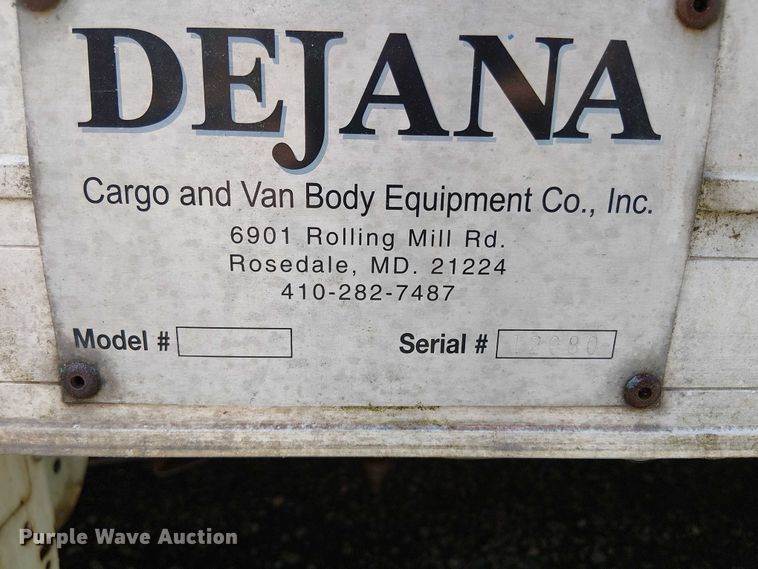 DEJANA
Cargo and Van Body Equipment Co., Inc.
6901 Rolling Mill Rd.
Rosedale, MD. 21224
410-282-7487
Model # Serial #
Purple Wave Auction